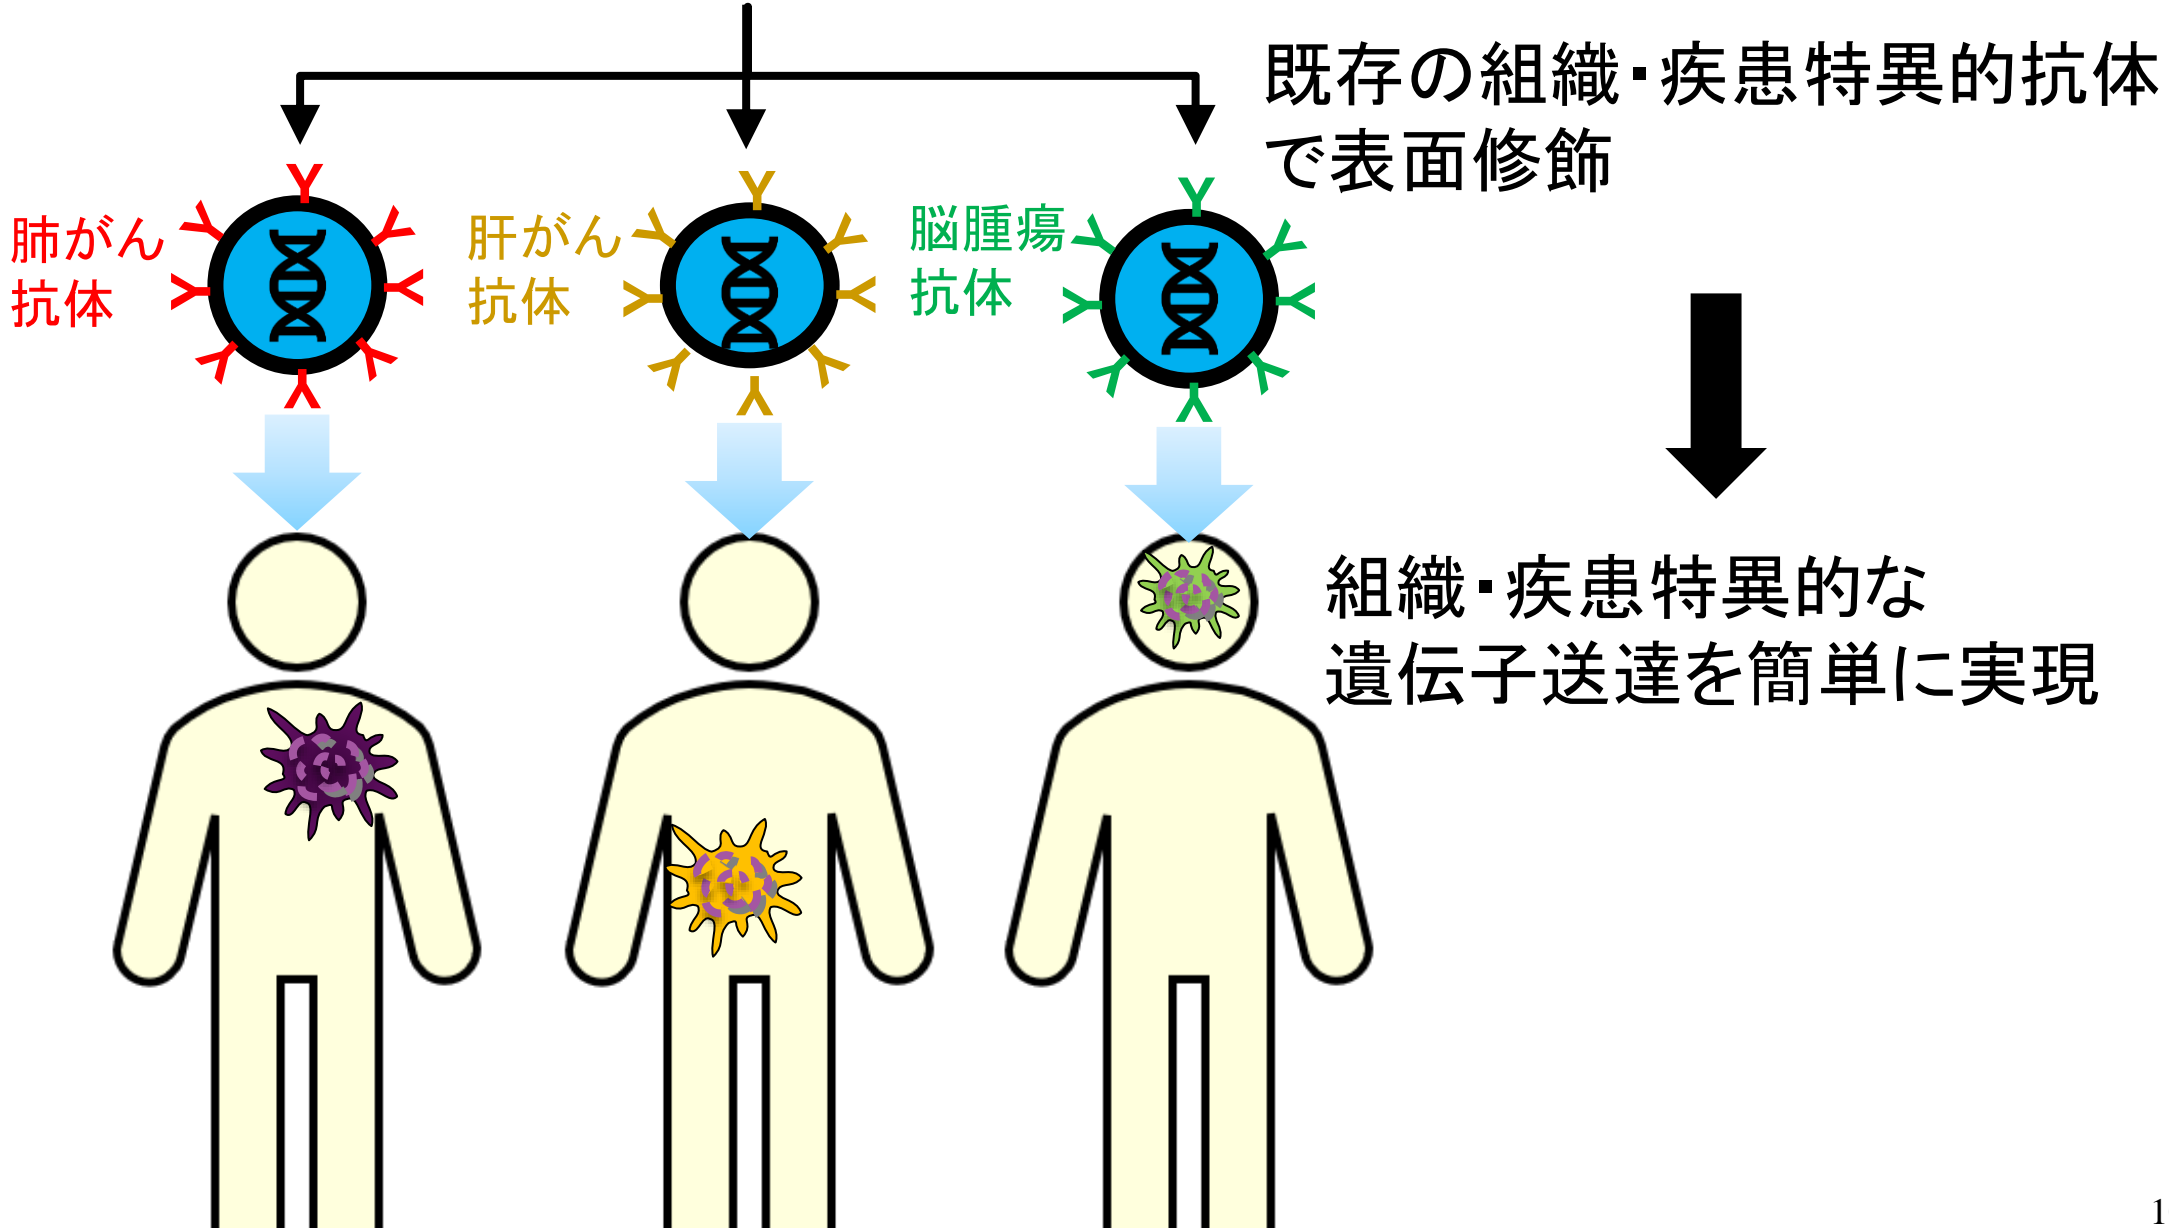 既存の組織・疾患特異的抗体
で表面修飾
肺がん
抗体
肝がん
抗体
脳腫瘍
抗体
組織・疾患特異的な
遺伝子送達を簡単に実現
1